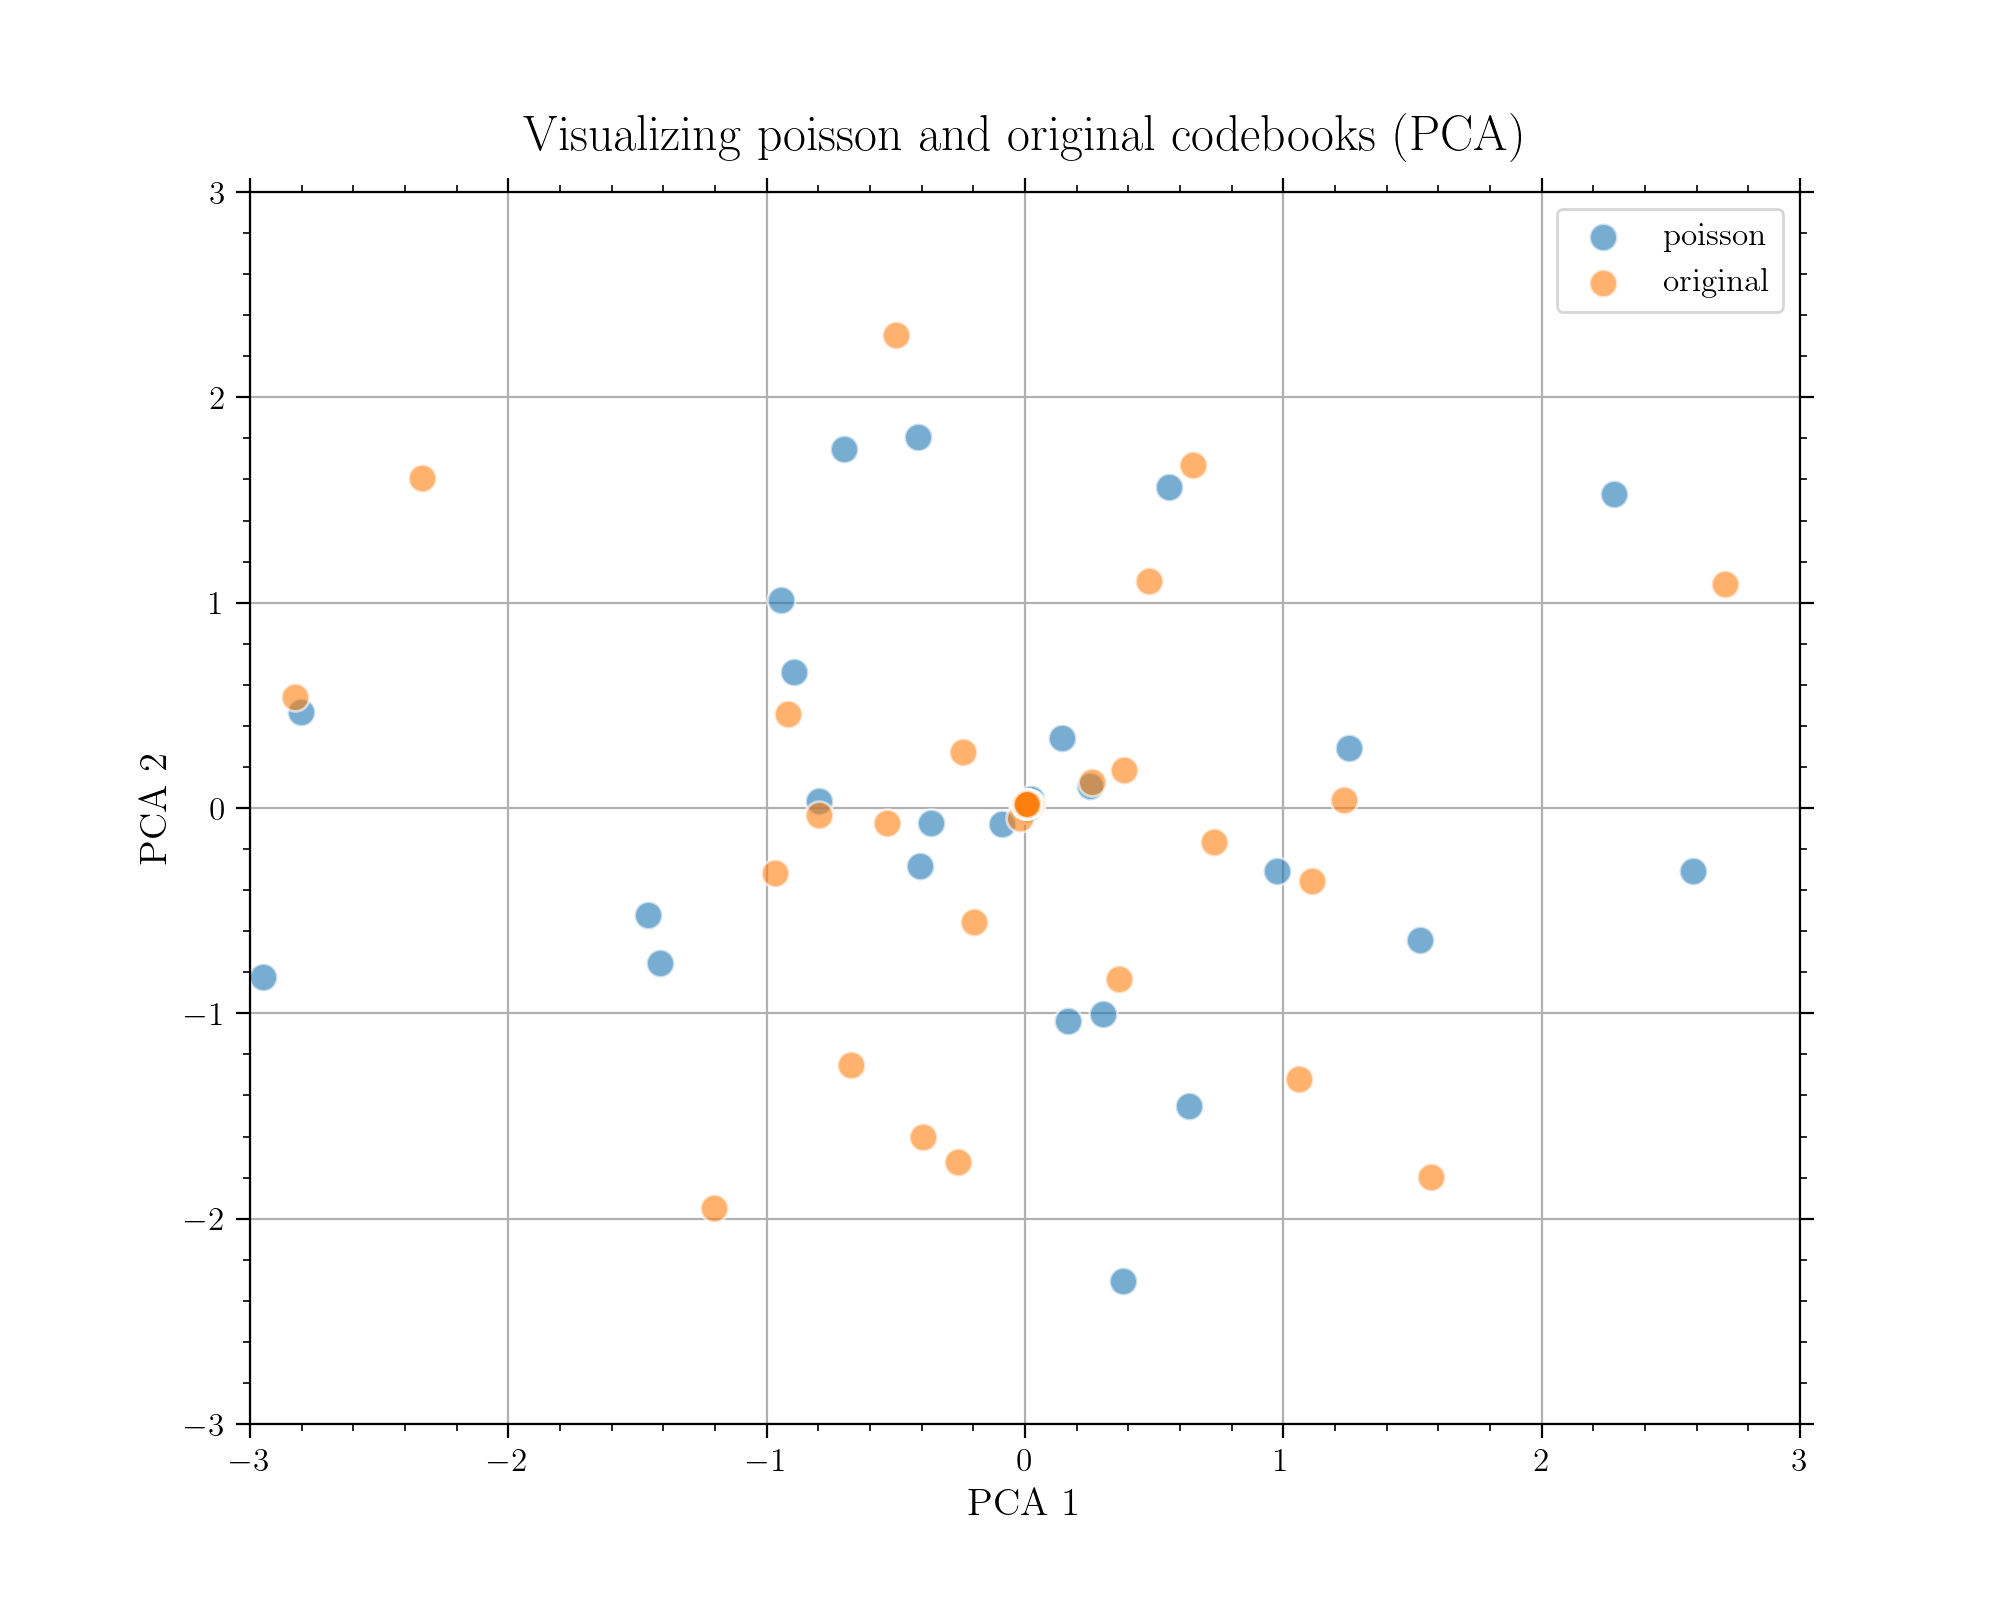 Visualizing poisson and original codebooks (PCA)
poisson
original
3
2
1
0
−1
−2
−3
PCA 2
−3
−2
−1
0
1
2
3
PCA 1